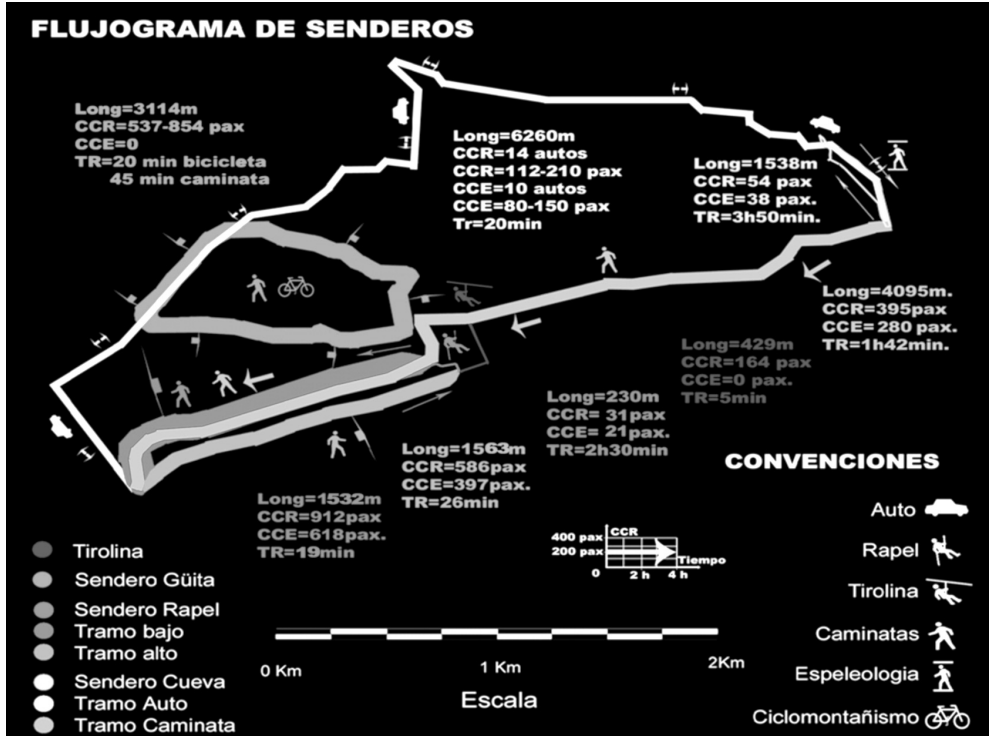 FLUJOGRAMA DE SENDEROS
Long=3114m
CCR=537-854 pax
CCE=0
TR=20 min bicicleta
45 min caminata
Long=6260m
CCR=14 autos
CCR=112-210 pax
CCE=10 autos
CCE=80-150 pax
Tr=20min
Long=1538m
CCR=54 pax
CCE=38 pax.
TR=3h50min.
Long=4095m.
CCR=395pax
CCE= 280 pax.
TR=1h42min.
Long=429m
CCR=164 pax
CCE=0 pax.
TR=5min
Long=230m
CCR= 31pax
CCE= 21pax.
TR=2h30min
Long=1563m
CCR=586pax
CCE=397pax.
TR=26min
Long=1532m
CCR=912pax
CCE=618pax.
TR=19min
CCR
400 pax
200 pax
Tiempo
0 2 h 4 h
Tirolina
Sendero Güita
Sendero Rapel
Tramo bajo
Tramo alto
Sendero Cueva
Tramo Auto
Tramo Caminata
0 Km 1 Km 2Km
Escala
CONVENCIONES
Auto
Rapel
Tirolina
Caminatas
Espeleologia
Ciclomontañismo